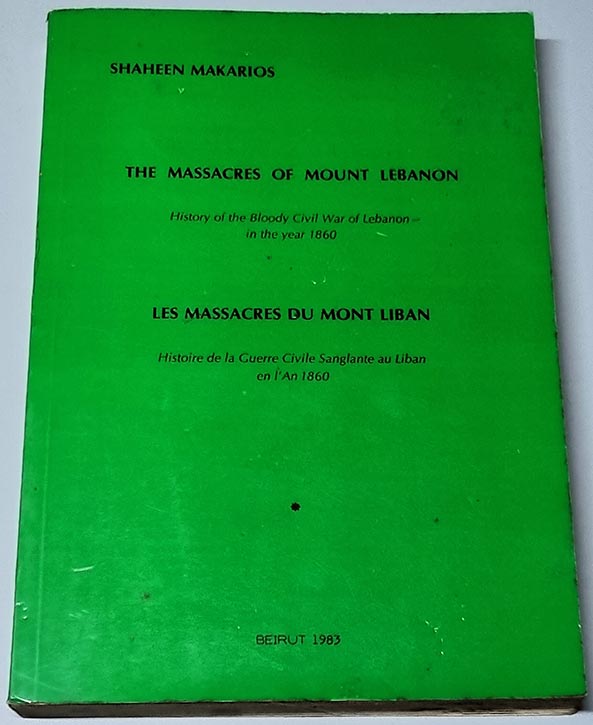 SHAHEEN MAKARIOS
THE MASSACRES OF MOUNT LEBANON
History of the Bloody Civil War of Lebanon –
in the year 1860
LES MASSACRES DU MONT LIBAN
Histoire de la Guerre Civile Sanglante au Liban
en l'An 1860
*
BEIRUT 1983